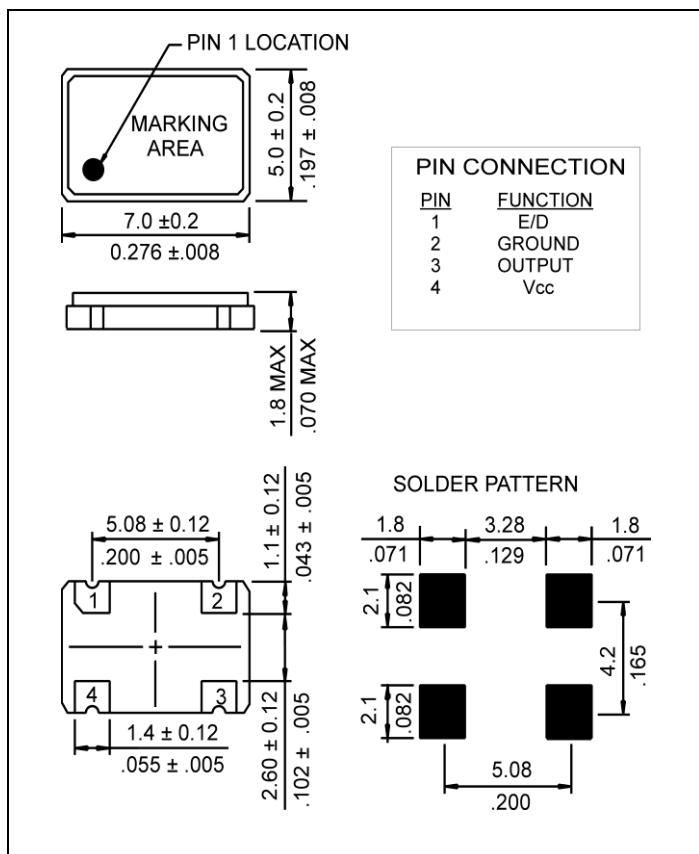 PIN 1 LOCATION
MARKING
AREA
5.0 ± 0.2
.197 ± .008
7.0 ±0.2
0.276 ±.008
PIN CONNECTION
PIN FUNCTION
1 E/D
2 GROUND
3 OUTPUT
4 Vcc
1.8 MAX
.070 MAX
5.08 ± 0.12
.200 ± .005
1.1 ± 0.12
.043 ± .005
1 2
4 3
1.4 ± 0.12
.055 ± .005
2.60 ± 0.12
.102 ± .005
SOLDER PATTERN
1.8 3.28 1.8
.071 .129 .071
2.1
.082
4.2
.165
2.1
.082
5.08
.200